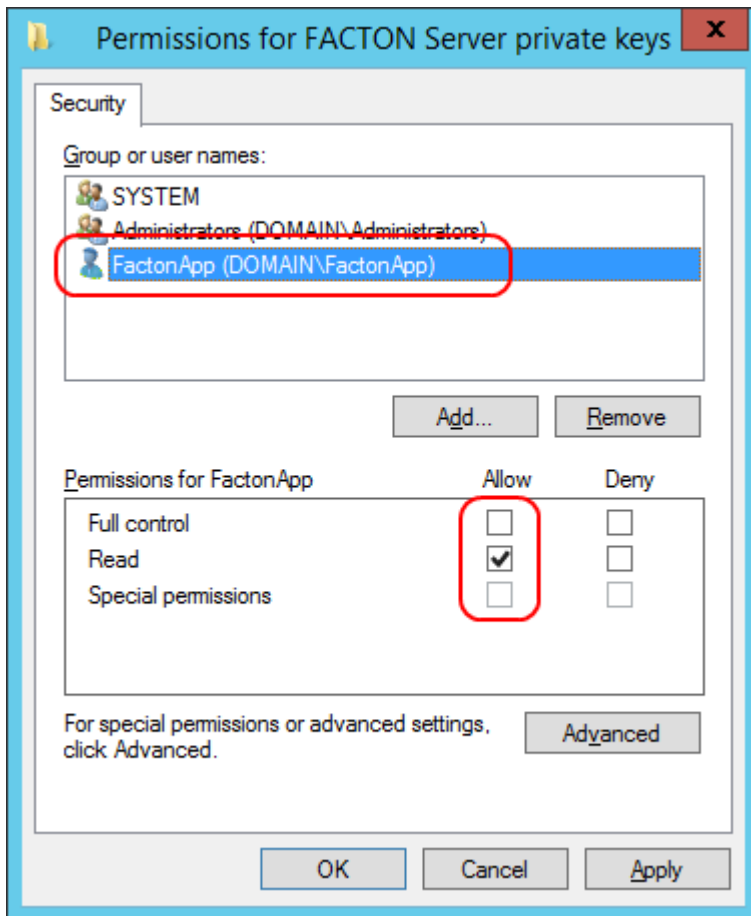 Permissions for FACTON Server private keys
x
Security
Group or user names:
SYSTEM
Administrators (DOMAIN\Administrators)
FactonApp (DOMAIN\FactonApp)
Add...
Remove
Permissions for FactonApp
Allow
Deny
Full control
Read
Special permissions
For special permissions or advanced settings,
click Advanced.
Advanced
OK
Cancel
Apply